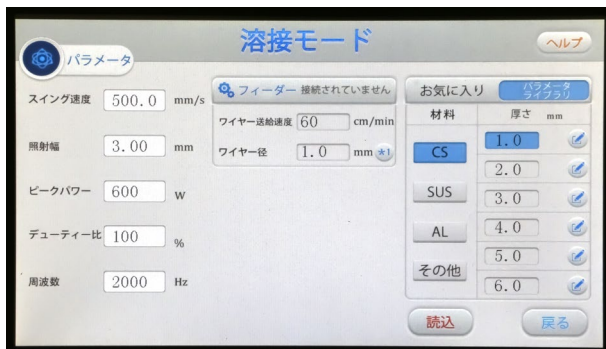 溶接モード
ヘルプ
パラメータ
スイング速度 500.0 mm/s
照射幅 3.00 mm
ピークパワー 600 W
デューティー比 100 %
周波数 2000 Hz
フィーダー 接続されていません
ワイヤー送給速度 60 cm/min
ワイヤー径 1.0 mm *1
お気に入り
パラメータ
ライブラリ
材料 厚さ mm
CS 1.0
2.0
SUS 3.0
AL 4.0
5.0
その他 6.0
読込 戻る